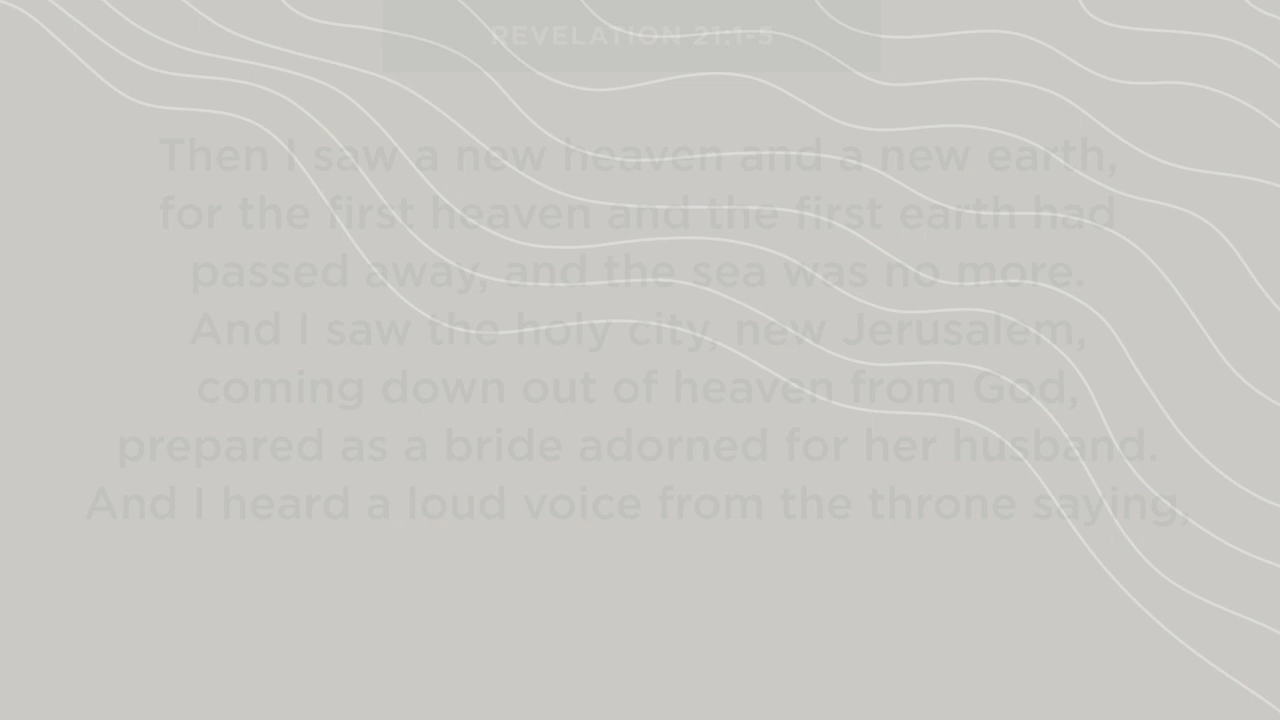 REVELATION 21:1-5
Then I saw a new heaven and a new earth,
for the first heaven and the first earth had
passed away, and the sea was no more.
And I saw the holy city, new Jerusalem,
coming down out of heaven from God,
prepared as a bride adorned for her husband.
And I heard a loud voice from the throne saying,